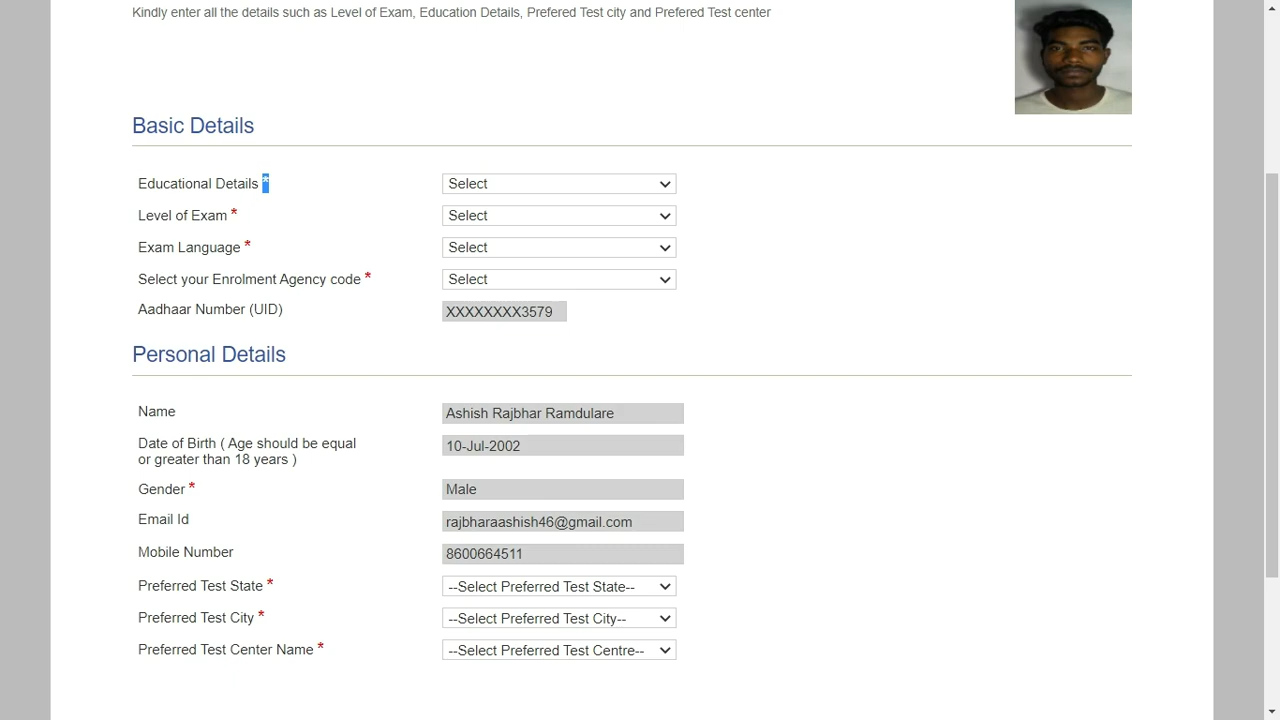 Kindly enter all the details such as Level of Exam, Education Details, Prefered Test city and Prefered Test center
Basic Details
Educational Details * Select
Level of Exam * Select
Exam Language * Select
Select your Enrolment Agency code * Select
Aadhaar Number (UID) XXXXXXXX3579
Personal Details
Name Ashish Rajbhar Ramdulare
Date of Birth ( Age should be equal
or greater than 18 years ) 10-Jul-2002
Gender * Male
Email Id rajbharaashish46@gmail.com
Mobile Number 8600664511
Preferred Test State * --Select Preferred Test State--
Preferred Test City * --Select Preferred Test City--
Preferred Test Center Name * --Select Preferred Test Centre--